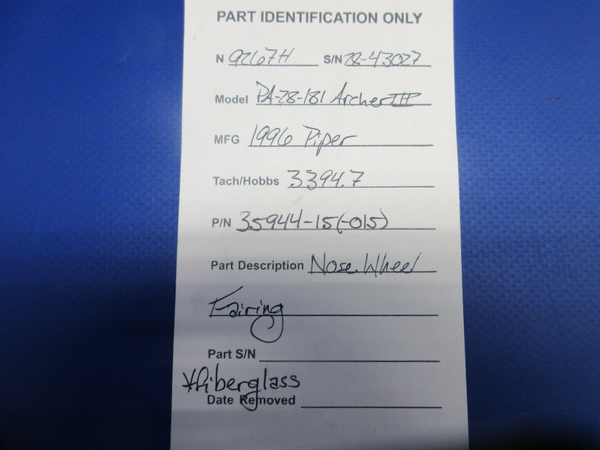 PART IDENTIFICATION ONLY
N 9267H S/N 28-43027
Model PA-28-181 Archer III
MFG 1996 Piper
Tach/Hobbs 3394.7
P/N 35944-15(-015)
Part Description Nose Wheel
Fairing
Part S/N
*Fiberglass
Date Removed